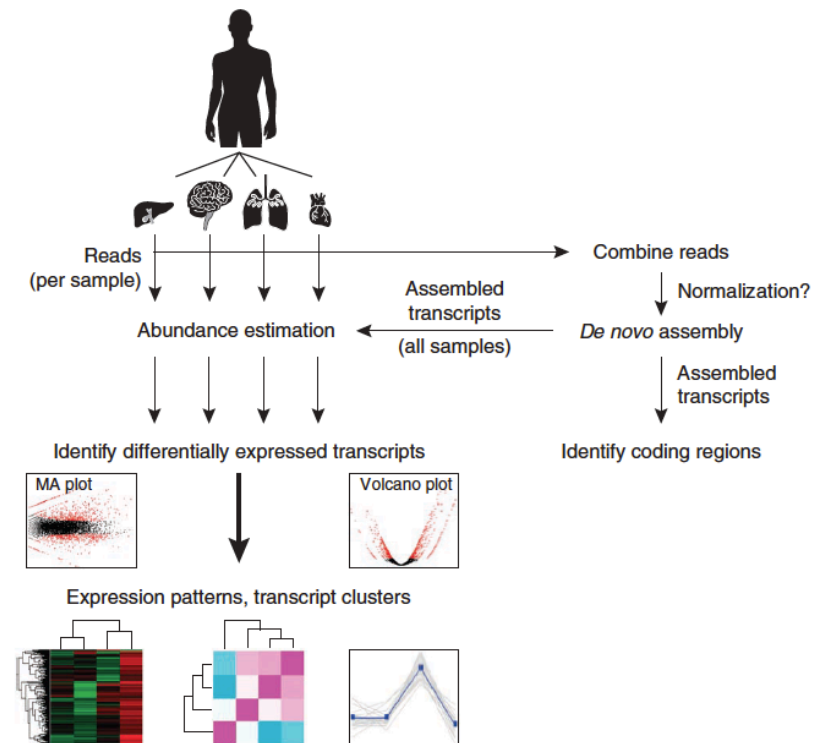 Reads
(per sample)
Combine reads
Normalization?
Assembled
transcripts
(all samples)
Abundance estimation
De novo assembly
Assembled
transcripts
Identify differentially expressed transcripts
Identify coding regions
MA plot
Volcano plot
Expression patterns, transcript clusters